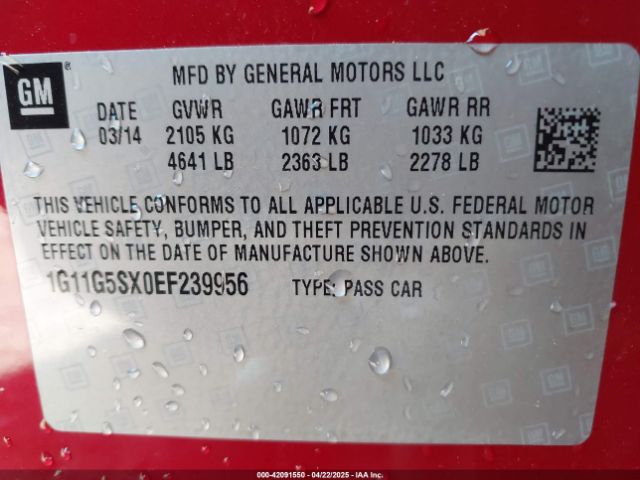 GM ®
MFD BY GENERAL MOTORS LLC
DATE GVWR GAWR FRT GAWR RR
03/14 2105 KG 1072 KG 1033 KG
4641 LB 2363 LB 2278 LB
THIS VEHICLE CONFORMS TO ALL APPLICABLE U.S. FEDERAL MOTOR
VEHICLE SAFETY, BUMPER, AND THEFT PREVENTION STANDARDS IN
EFFECT ON THE DATE OF MANUFACTURE SHOWN ABOVE.
1G11G5SX0EF239956 TYPE: PASS CAR
000-42091550 - 04/22/2025 - IAAI.COM